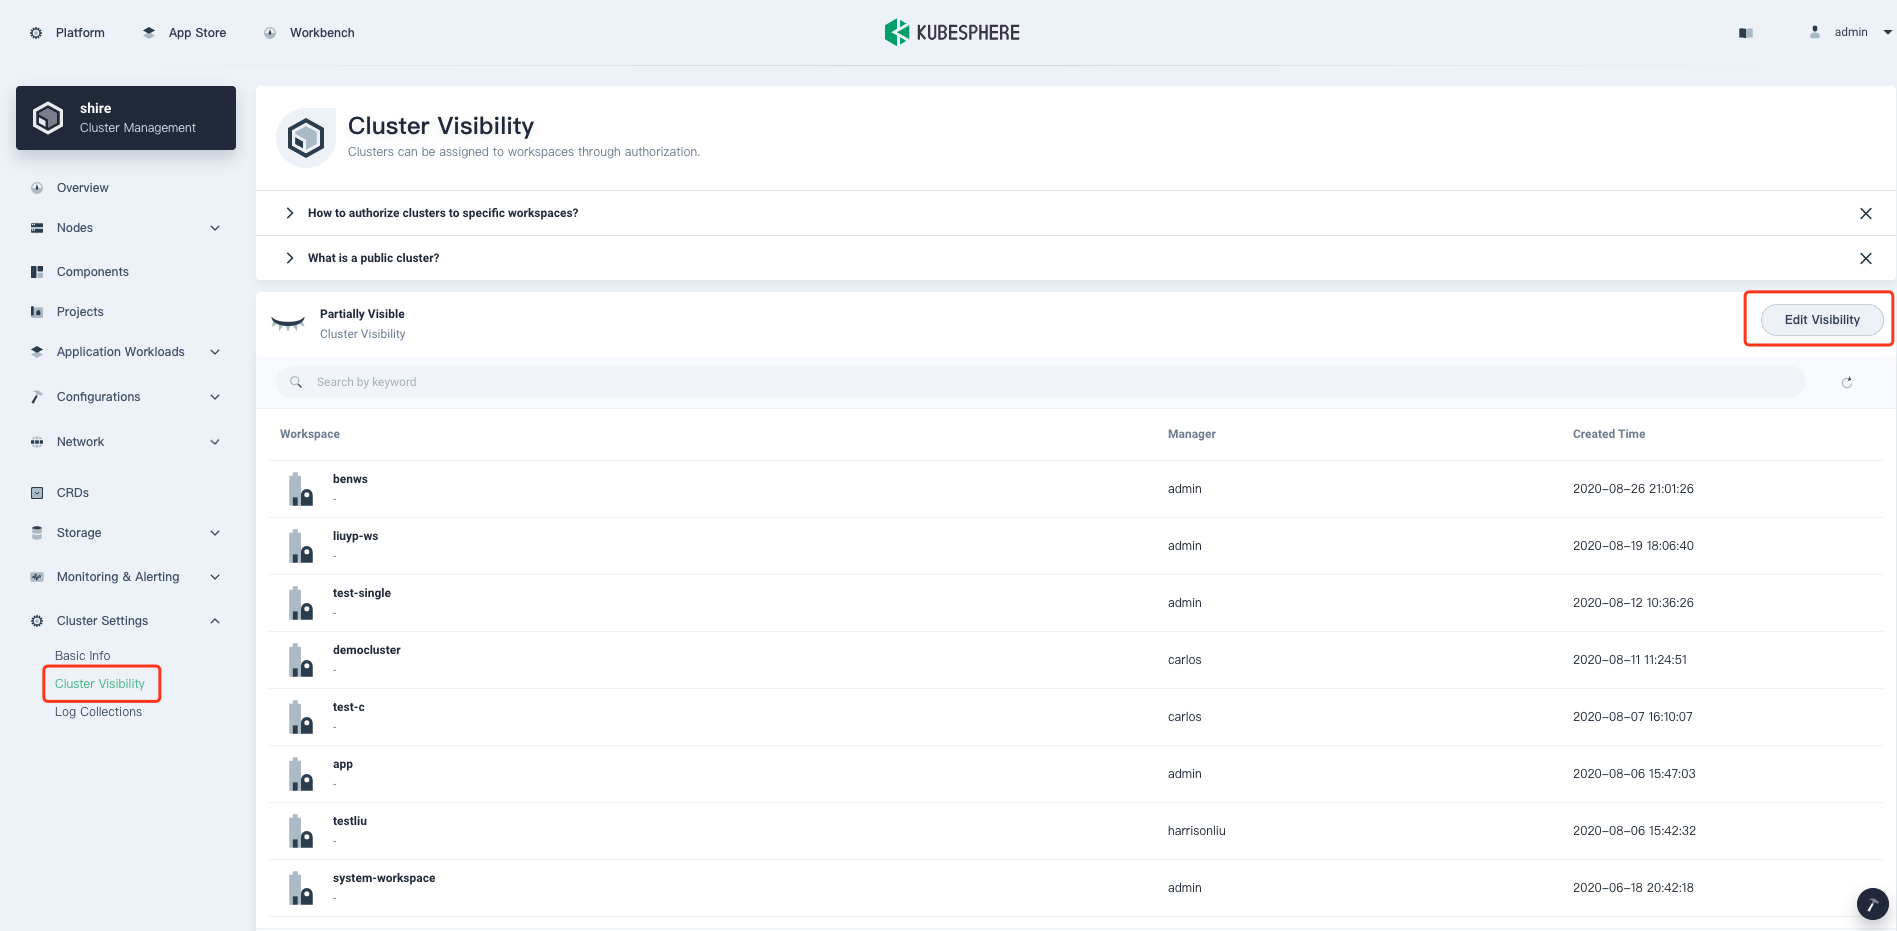 Platform
App Store
Workbench
KUBESPHERE
admin
shire
Cluster Management
Overview
Nodes
Components
Projects
Application Workloads
Configurations
Network
CRDs
Storage
Monitoring & Alerting
Cluster Settings
Basic Info
Cluster Visibility
Log Collections
Cluster Visibility
Clusters can be assigned to workspaces through authorization.
How to authorize clusters to specific workspaces?
What is a public cluster?
Partially Visible
Cluster Visibility
Edit Visibility
Search by keyword
Workspace Manager Created Time
benws
-
admin 2020-08-26 21:01:26
liuyp-ws
-
admin 2020-08-19 18:06:40
test-single
-
admin 2020-08-12 10:36:26
democluster
-
carlos 2020-08-11 11:24:51
test-c
-
carlos 2020-08-07 16:10:07
app
-
admin 2020-08-06 15:47:03
testliu
-
harrisonliu 2020-08-06 15:42:32
system-workspace
-
admin 2020-06-18 20:42:18